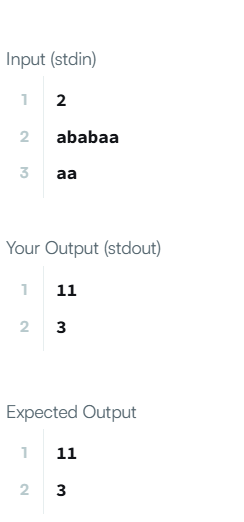 Input (stdin)
1 2
2 ababaa
3 aa
Your Output (stdout)
1 11
2 3
Expected Output
1 11
2 3